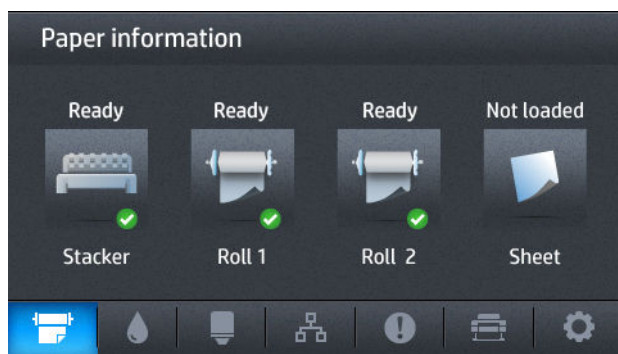 Paper information
Ready Ready Ready Not loaded
Stacker Roll 1 Roll 2 Sheet